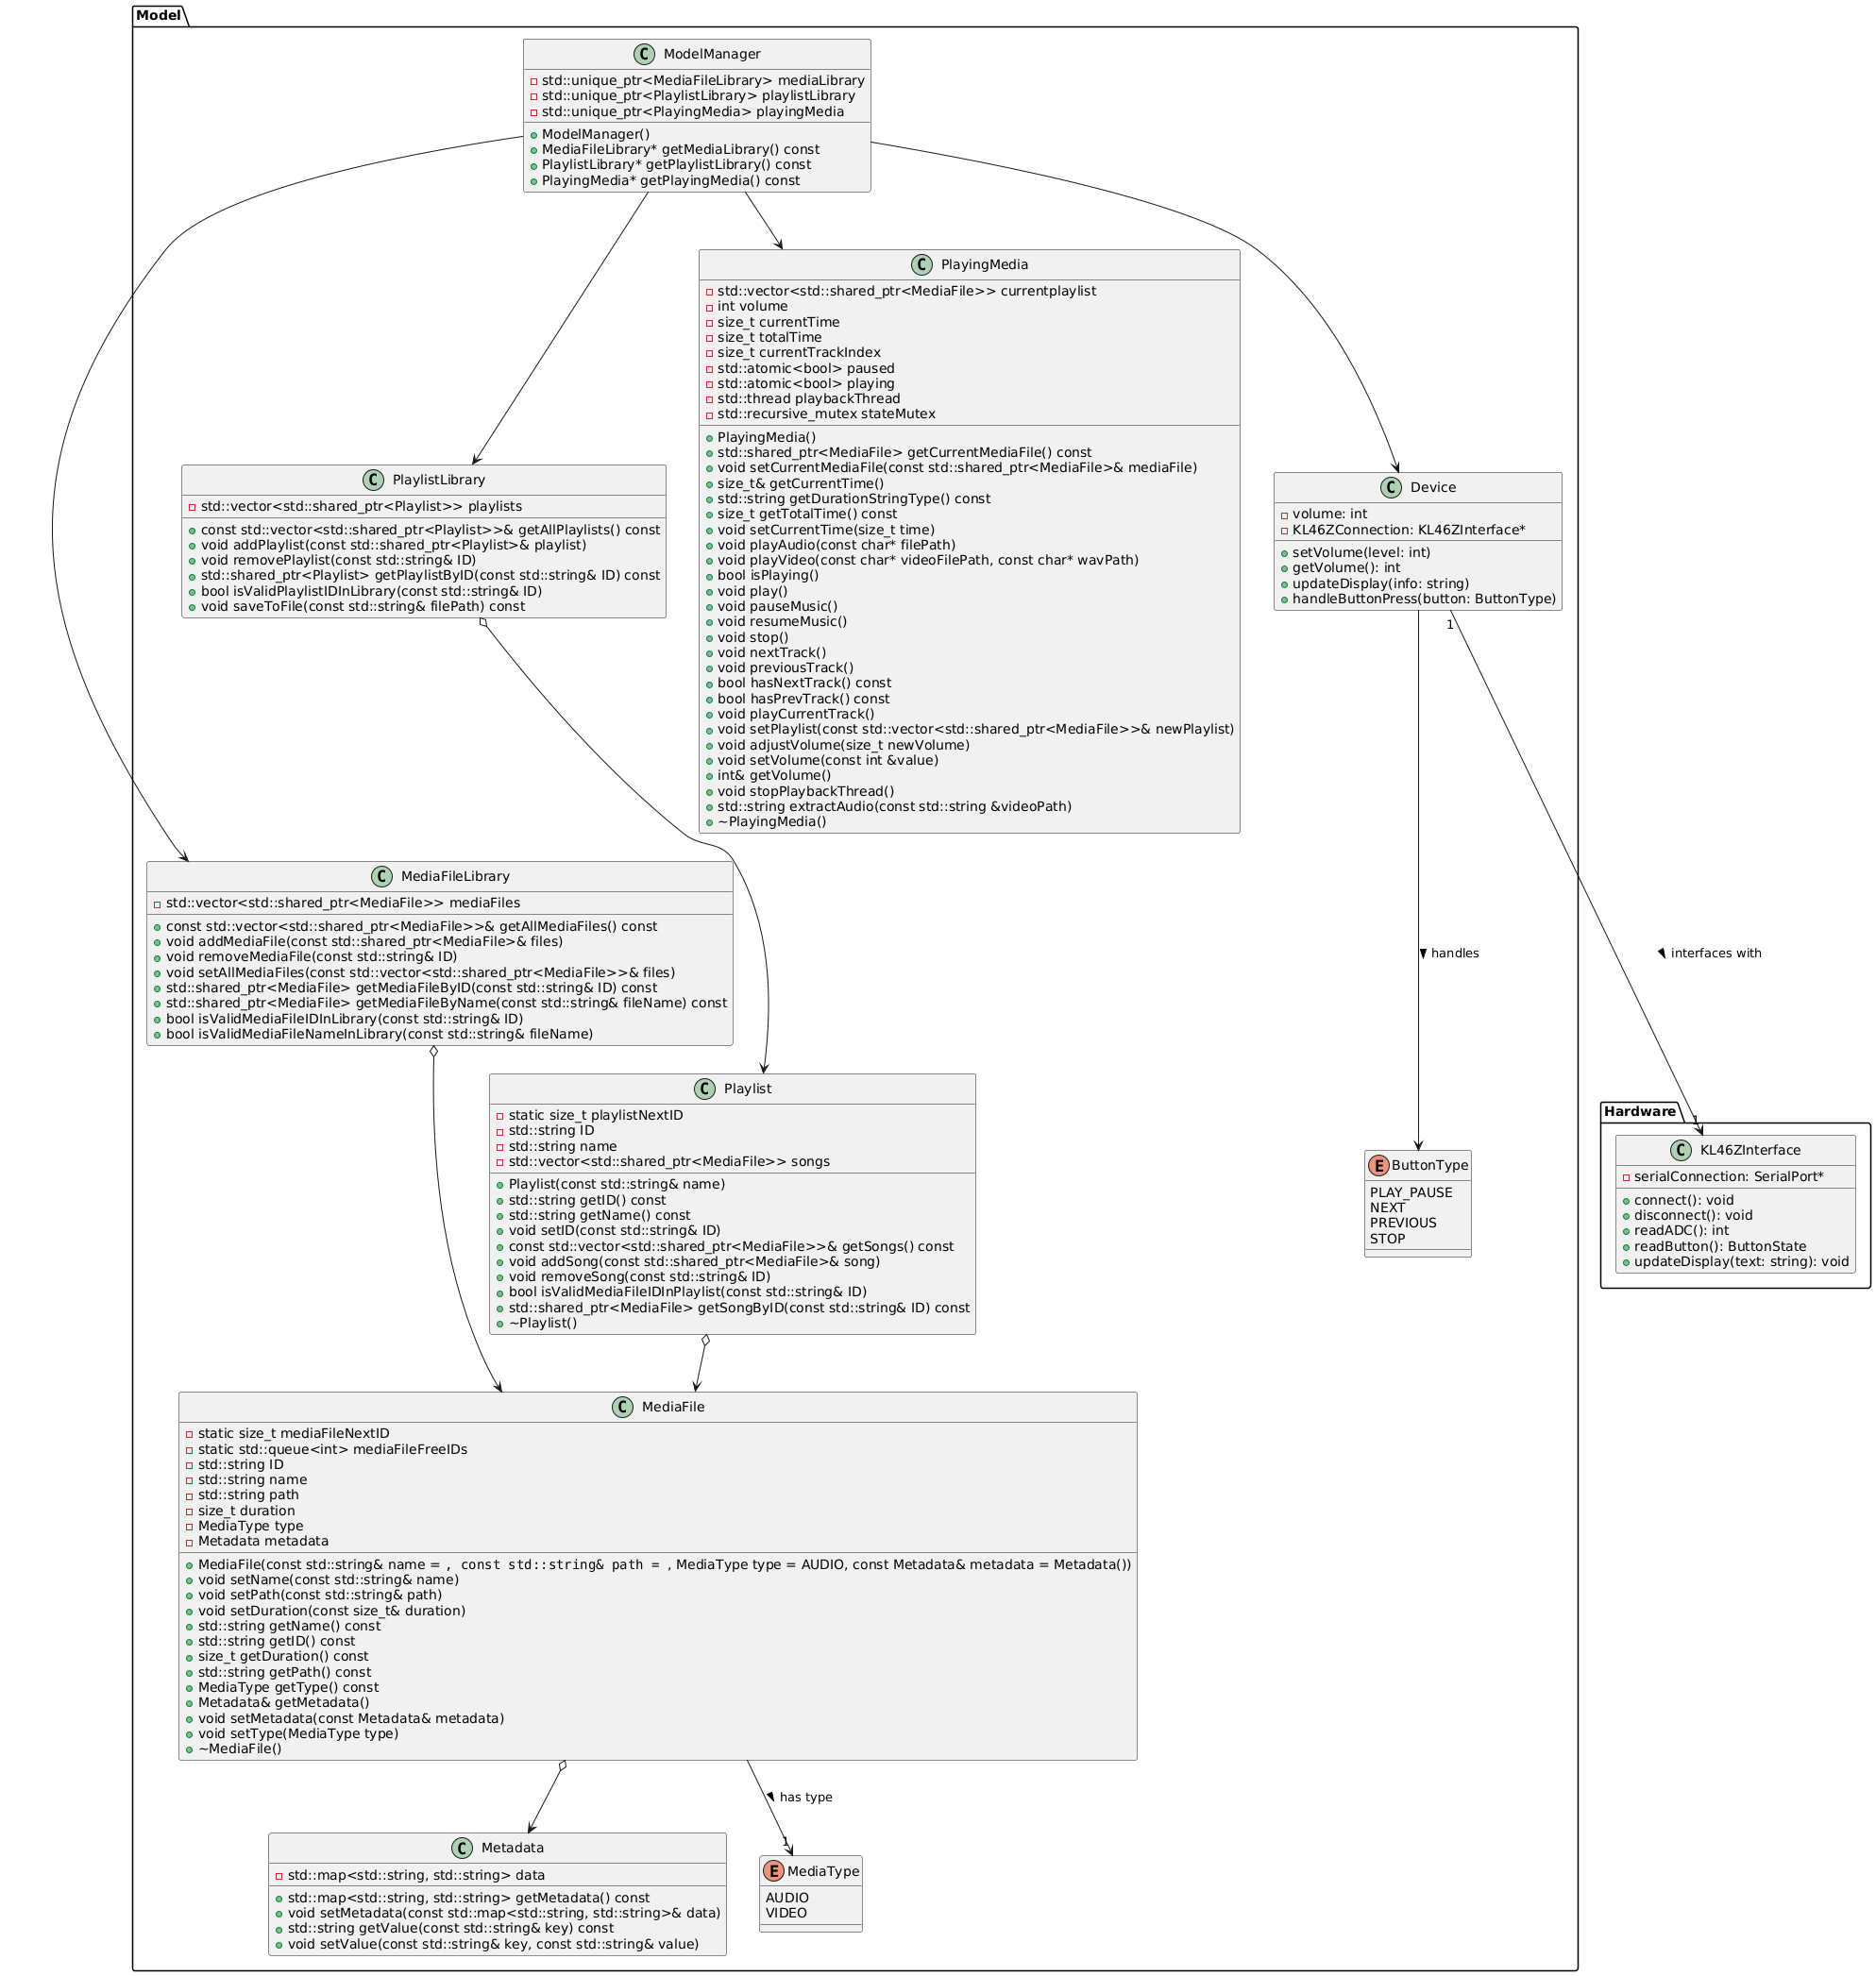 Model
C ModelManager
std::unique_ptr<MediaFileLibrary> mediaLibrary
std::unique_ptr<PlaylistLibrary> playlistLibrary
std::unique_ptr<PlayingMedia> playingMedia
ModelManager()
MediaFileLibrary* getMediaLibrary() const
PlaylistLibrary* getPlaylistLibrary() const
PlayingMedia* getPlayingMedia() const
C PlayingMedia
std::vector<std::shared_ptr<MediaFile>> currentplaylist
int volume
size_t currentTime
size_t totalTime
size_t currentTrackIndex
std::atomic<bool> paused
std::atomic<bool> playing
std::thread playbackThread
std::recursive_mutex stateMutex
PlayingMedia()
std::shared_ptr<MediaFile> getCurrentMediaFile() const
void setCurrentMediaFile(const std::shared_ptr<MediaFile>& mediaFile)
size_t& getCurrentTime()
std::string getDurationStringType() const
size_t getTotalTime() const
void setCurrentTime(size_t time)
void playAudio(const char* filePath)
void playVideo(const char* videoFilePath, const char* wavPath)
bool isPlaying()
void play()
void pauseMusic()
void resumeMusic()
void stop()
void nextTrack()
void previousTrack()
bool hasNextTrack() const
bool hasPrevTrack() const
void playCurrentTrack()
void setPlaylist(const std::vector<std::shared_ptr<MediaFile>>& newPlaylist)
void adjustVolume(size_t newVolume)
void setVolume(const int &value)
int& getVolume()
void stopPlaybackThread()
std::string extractAudio(const std::string &videoPath)
~PlayingMedia()
C PlaylistLibrary
std::vector<std::shared_ptr<Playlist>> playlists
const std::vector<std::shared_ptr<Playlist>>& getAllPlaylists() const
void addPlaylist(const std::shared_ptr<Playlist>& playlist)
void removePlaylist(const std::string& ID)
std::shared_ptr<Playlist> getPlaylistByID(const std::string& ID) const
bool isValidPlaylistIDInLibrary(const std::string& ID)
void saveToFile(const std::string& filePath) const
C Device
volume: int
KL46ZConnection: KL46ZInterface*
setVolume(level: int)
getVolume(): int
updateDisplay(info: string)
handleButtonPress(button: ButtonType)
1
C MediaFileLibrary
std::vector<std::shared_ptr<MediaFile>> mediaFiles
const std::vector<std::shared_ptr<MediaFile>>& getAllMediaFiles() const
void addMediaFile(const std::shared_ptr<MediaFile>& files)
void removeMediaFile(const std::string& ID)
void setAllMediaFiles(const std::vector<std::shared_ptr<MediaFile>>& files)
std::shared_ptr<MediaFile> getMediaFileByID(const std::string& ID) const
std::shared_ptr<MediaFile> getMediaFileByName(const std::string& fileName) const
bool isValidMediaFileIDInLibrary(const std::string& ID)
bool isValidMediaFileNameInLibrary(const std::string& fileName)
handles
interfaces with
C Playlist
static size_t playlistNextID
std::string ID
std::string name
std::vector<std::shared_ptr<MediaFile>> songs
Playlist(const std::string& name)
std::string getID() const
std::string getName() const
void setID(const std::string& ID)
const std::vector<std::shared_ptr<MediaFile>>& getSongs() const
void addSong(const std::shared_ptr<MediaFile>& song)
void removeSong(const std::string& ID)
bool isValidMediaFileIDInPlaylist(const std::string& ID)
std::shared_ptr<MediaFile> getSongByID(const std::string& ID) const
~Playlist()
E ButtonType
PLAY_PAUSE
NEXT
PREVIOUS
STOP
Hardware
1
C KL46ZInterface
serialConnection: SerialPort*
connect(): void
disconnect(): void
readADC(): int
readButton(): ButtonState
updateDisplay(text: string): void
C MediaFile
static size_t mediaFileNextID
static std::queue<int> mediaFileFreeIDs
std::string ID
std::string name
std::string path
size_t duration
MediaType type
Metadata metadata
MediaFile(const std::string& name = , const std::string& path = , MediaType type = AUDIO, const Metadata& metadata = Metadata())
void setName(const std::string& name)
void setPath(const std::string& path)
void setDuration(const size_t& duration)
std::string getName() const
std::string getID() const
size_t getDuration() const
std::string getPath() const
MediaType getType() const
Metadata& getMetadata()
void setMetadata(const Metadata& metadata)
void setType(MediaType type)
~MediaFile()
has type
1
C Metadata
std::map<std::string, std::string> data
std::map<std::string, std::string> getMetadata() const
void setMetadata(const std::map<std::string, std::string>& data)
std::string getValue(const std::string& key) const
void setValue(const std::string& key, const std::string& value)
E MediaType
AUDIO
VIDEO